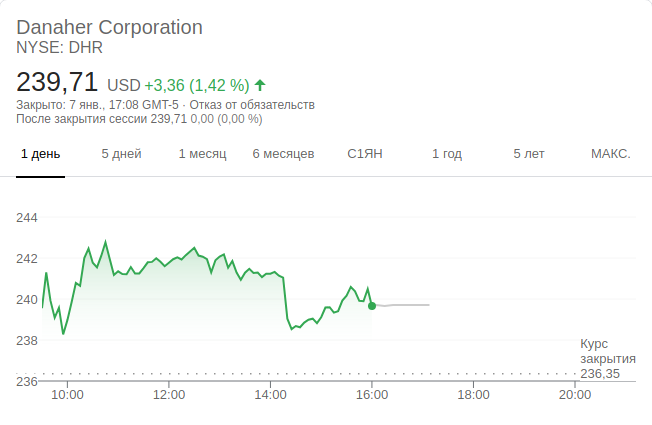 Danaher Corporation
NYSE: DHR
239,71 USD +3,36 (1,42 %)
Закрыто: 7 янв., 17:08 GMT-5 · Отказ от обязательств
После закрытия сессии 239,71 0,00 (0,00 %)
1 день 5 дней 1 месяц 6 месяцев С1ЯН 1 год 5 лет МАКС.
244
242
240
238
Курс
закрытия
236,35
236
10:00 12:00 14:00 16:00 18:00 20:00